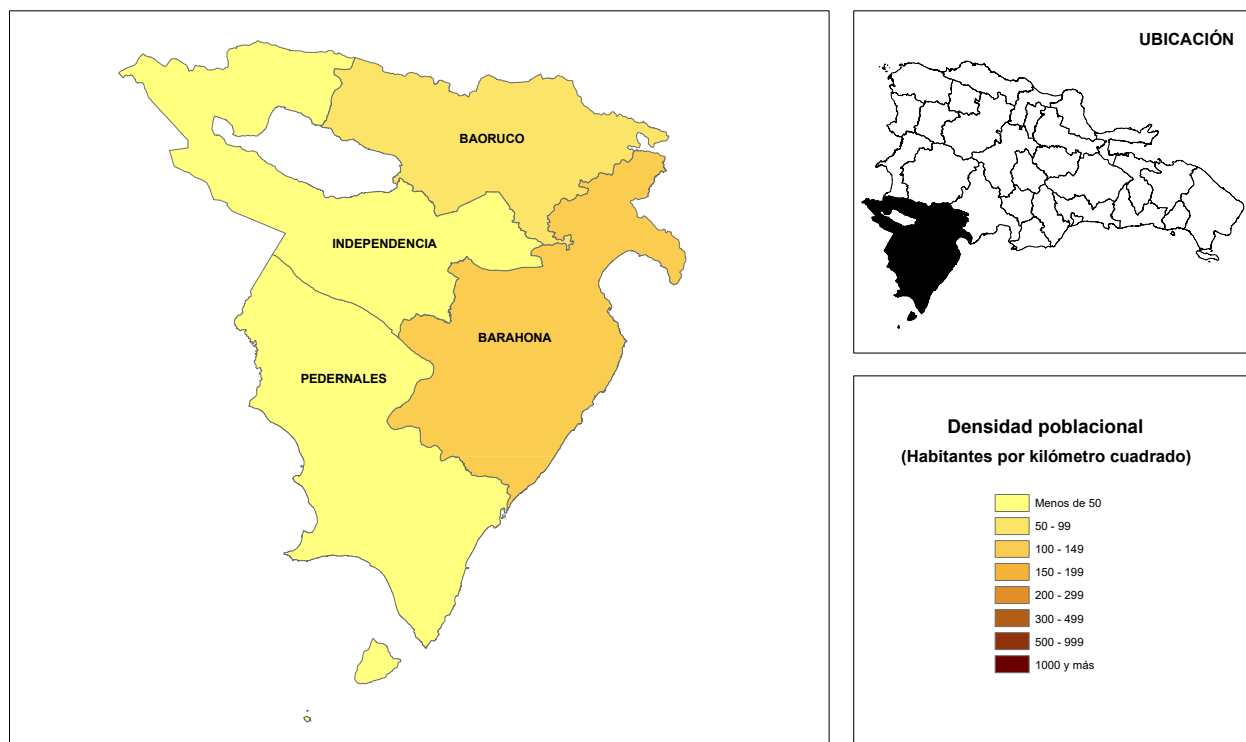 BAORUCO
INDEPENDENCIA
BARAHONA
PEDERNALES
UBICACIÓN
Densidad poblacional
(Habitantes por kilómetro cuadrado)
Menos de 50
50 - 99
100 - 149
150 - 199
200 - 299
300 - 499
500 - 999
1000 y más